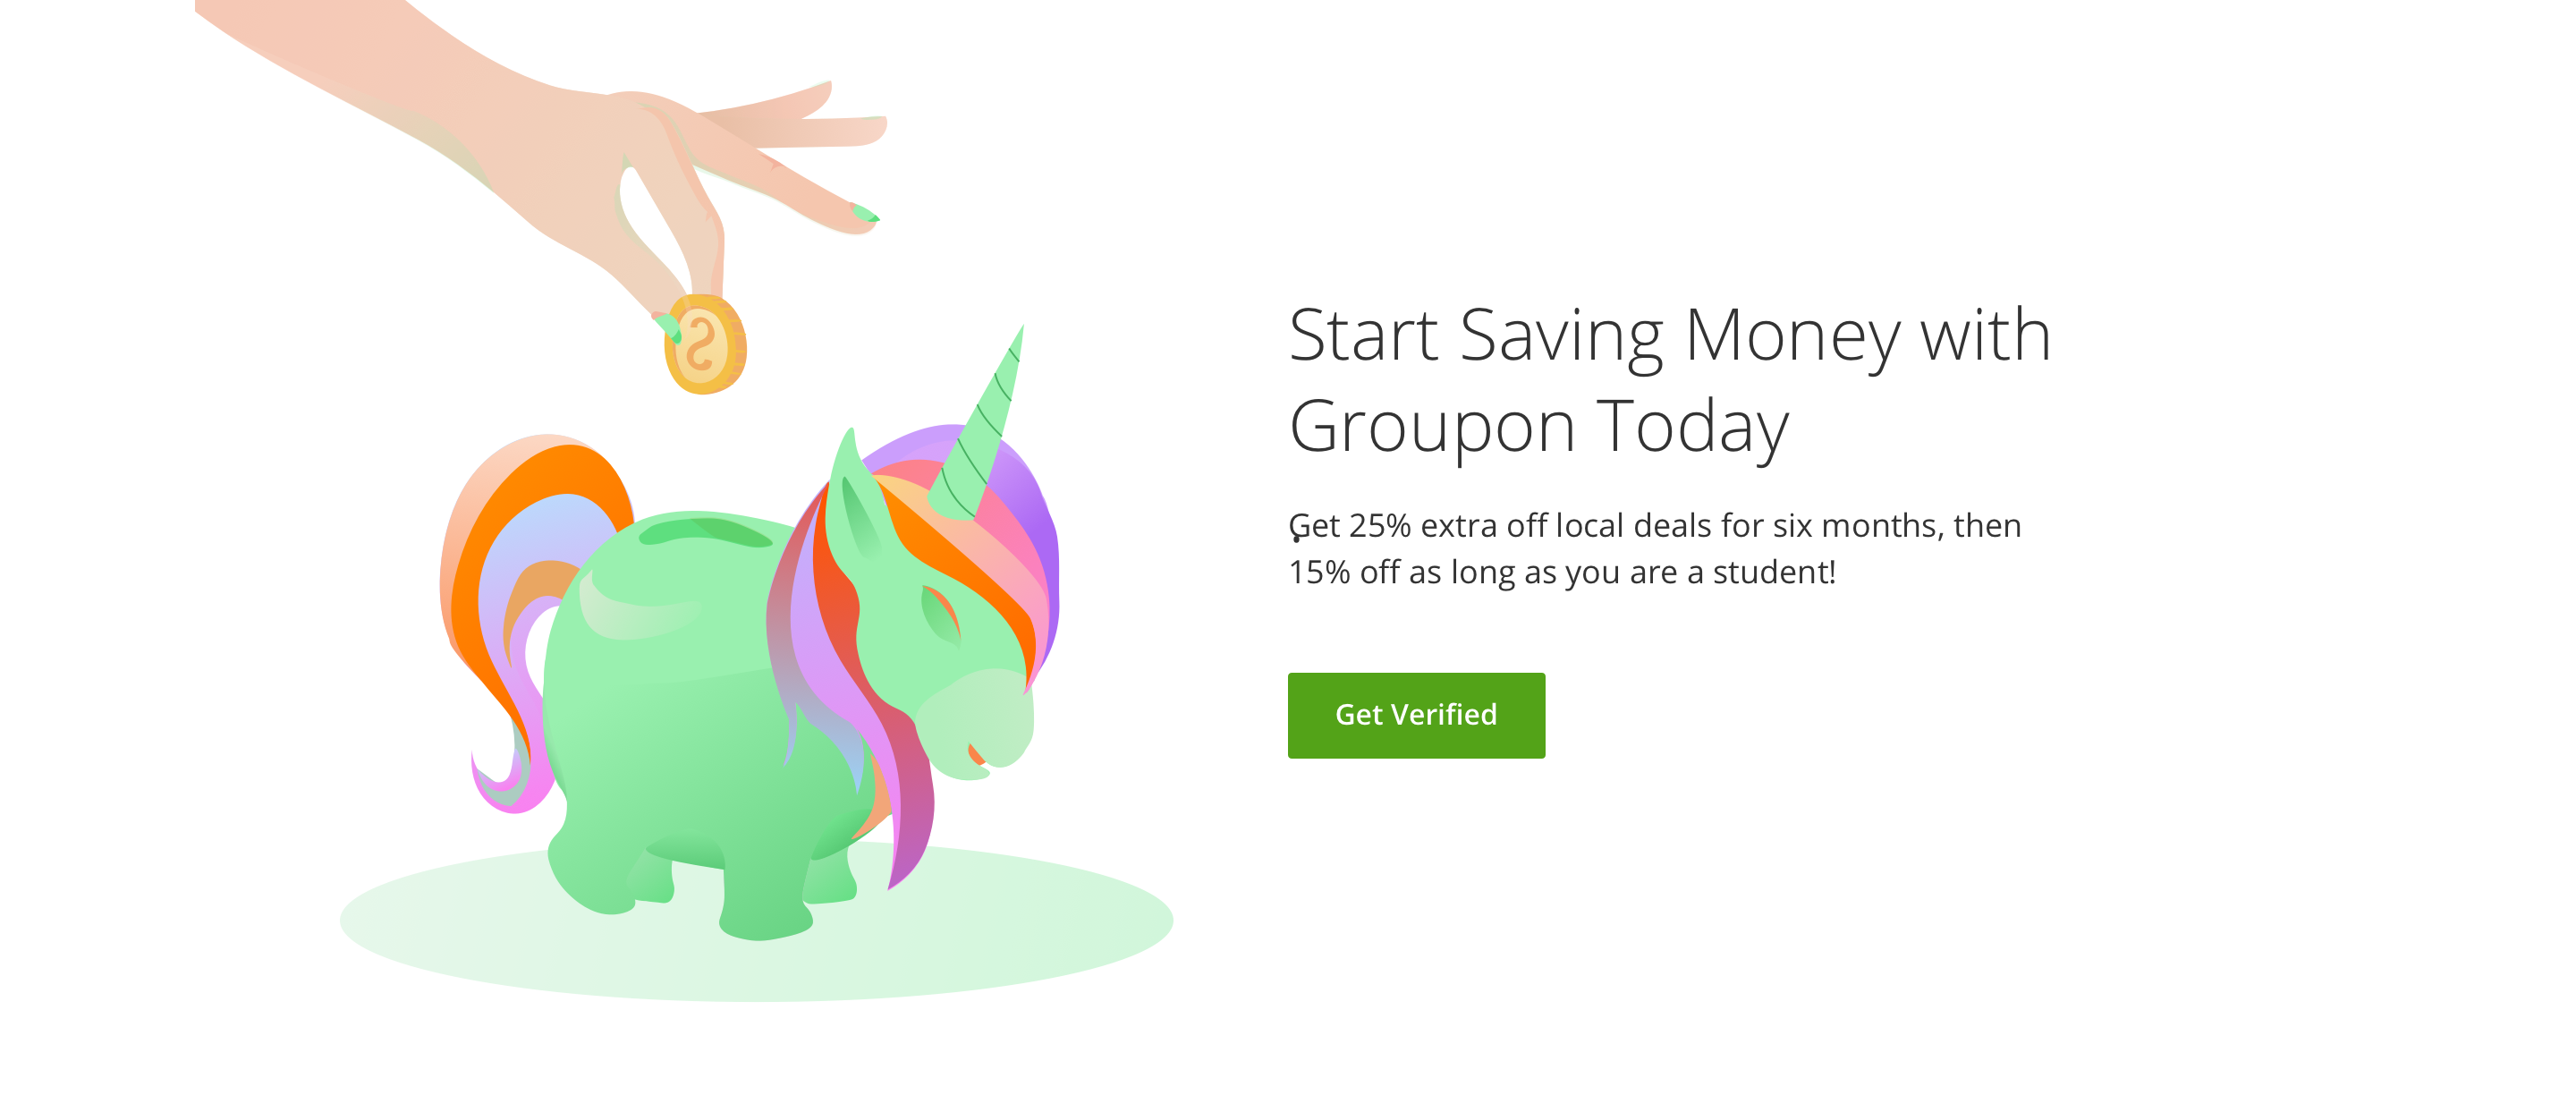 Start Saving Money with
Groupon Today
Get 25% extra off local deals for six months, then
15% off as long as you are a student!
Get Verified